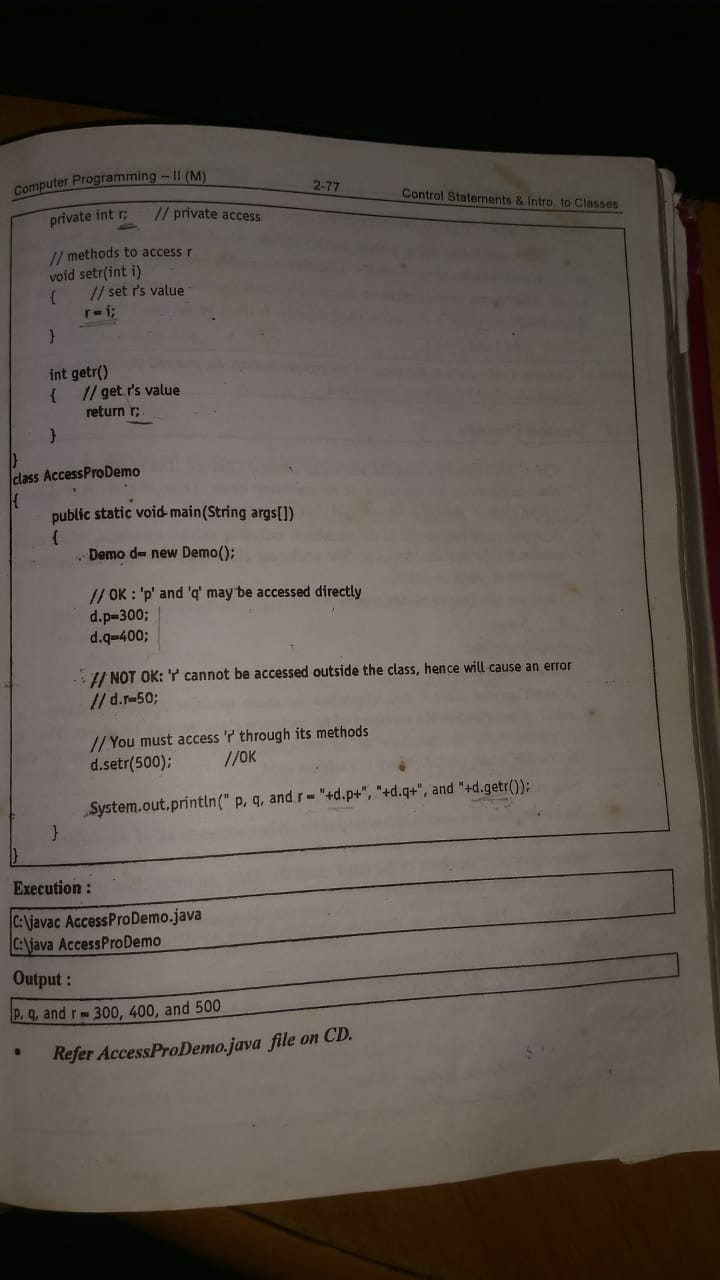 Computer Programming – II (M) 2-77 Control Statements & Intro. to Classes
private int r; // private access
// methods to access r
void setr(int i)
{ // set r's value
r = i;
}
int getr()
{ // get r's value
return r;
}
}
class AccessProDemo
{
public static void main(String args[])
{
Demo d= new Demo();
// OK : 'p' and 'q' may be accessed directly
d.p=300;
d.q=400;
// NOT OK: 'r' cannot be accessed outside the class, hence will cause an error
// d.r=50;
// You must access 'r' through its methods
d.setr(500); //OK
System.out.println(" p, q, and r = "+d.p+", "+d.q+", and "+d.getr());
}
}
Execution :
C:\javac AccessProDemo.java
C:\java AccessProDemo
Output :
p, q, and r = 300, 400, and 500
• Refer AccessProDemo.java file on CD.